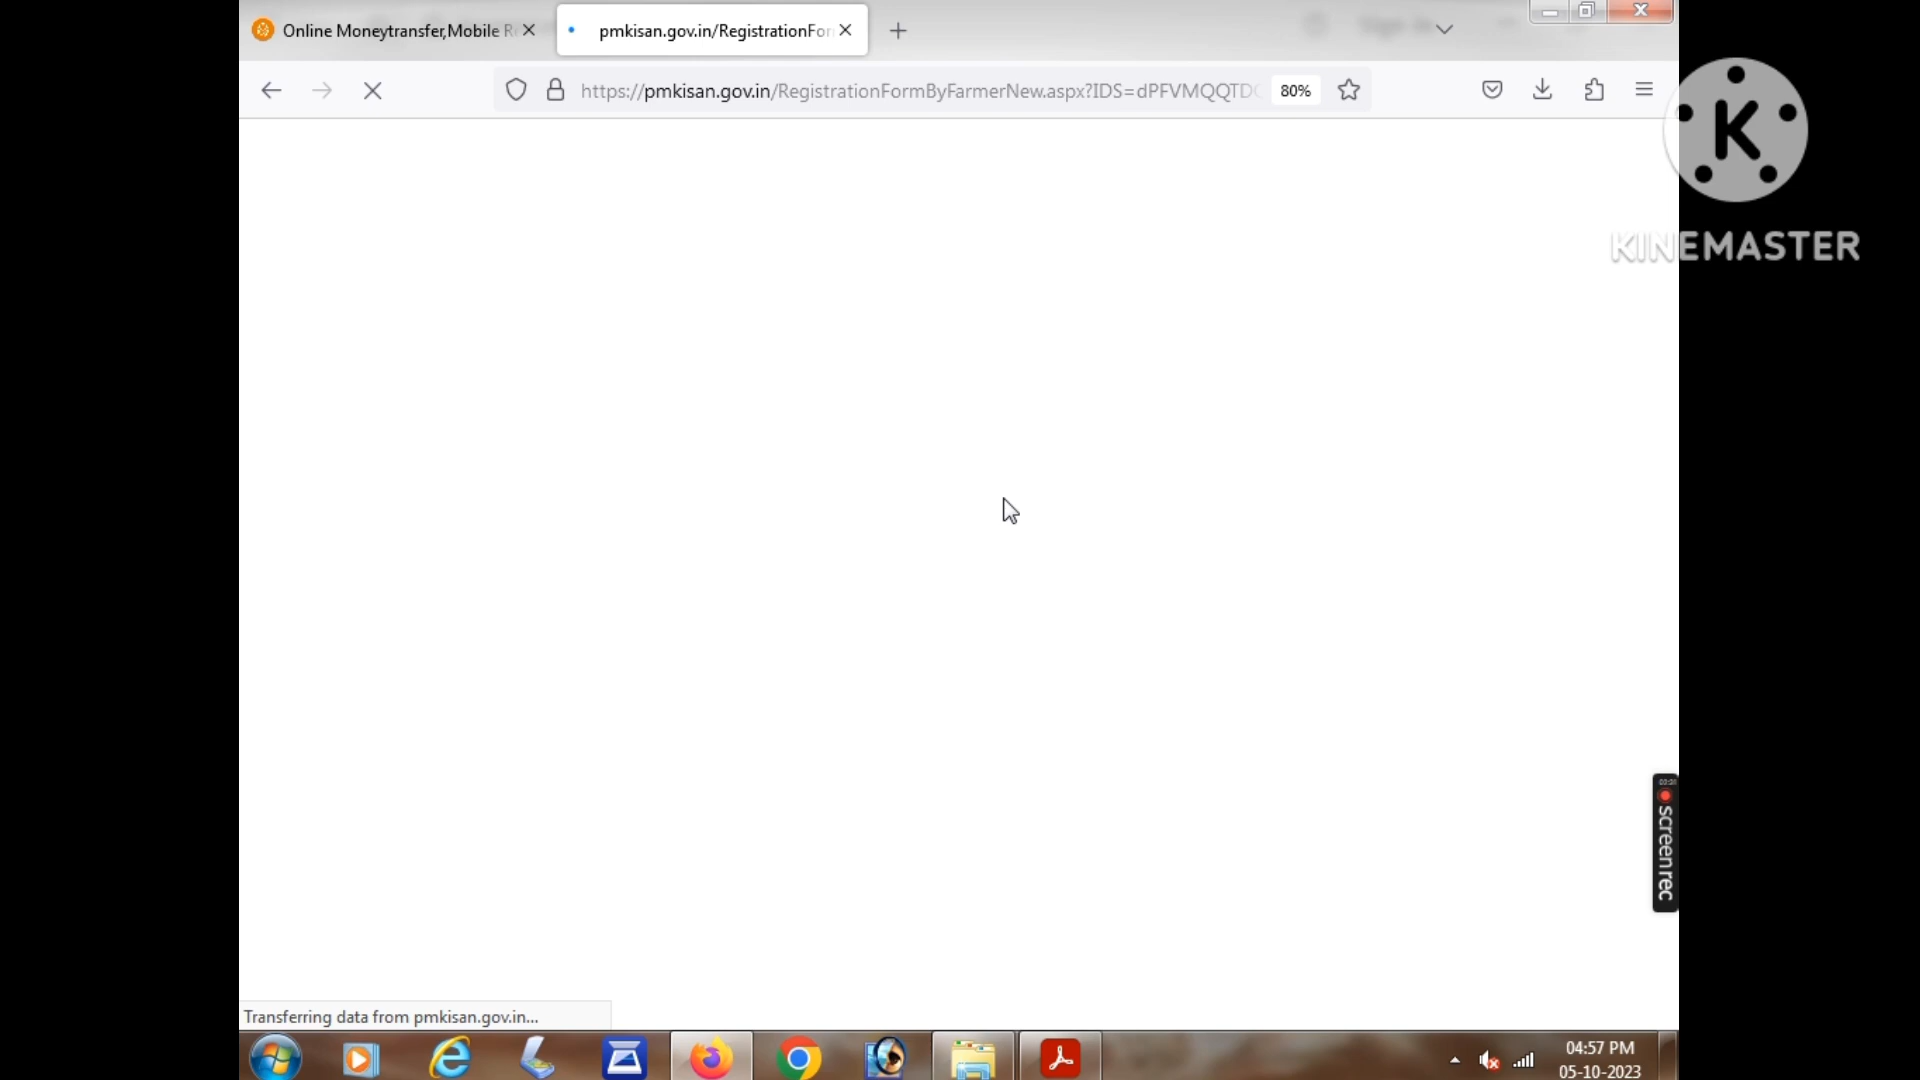 Online Moneytransfer,Mobile R
pmkisan.gov.in/RegistrationFor
https://pmkisan.gov.in/RegistrationFormByFarmerNew.aspx?IDS=dPFVMQQTD
80%
K
KINEMASTER
screenrec
Transferring data from pmkisan.gov.in...
04:57 PM
05-10-2023